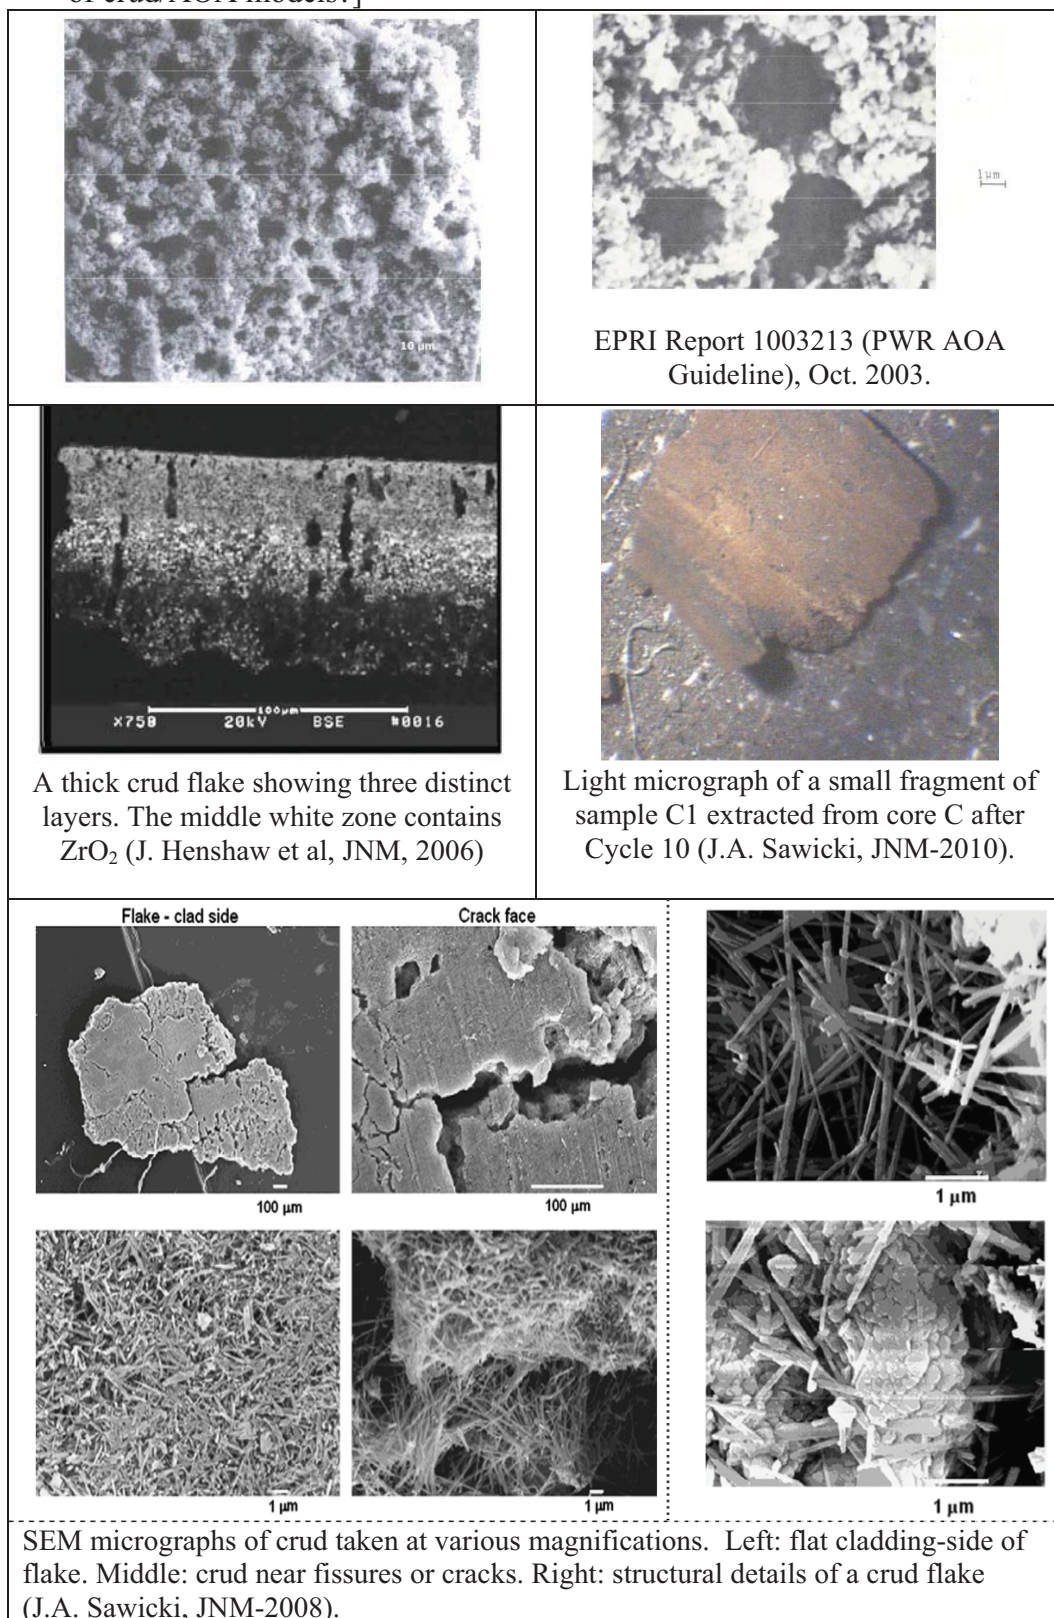 of crud/AOA models?]
10 µm
1µm
EPRI Report 1003213 (PWR AOA
Guideline), Oct. 2003.
100µm
X750 20kV BSE #0016
A thick crud flake showing three distinct
layers. The middle white zone contains
ZrO₂ (J. Henshaw et al, JNM, 2006)
Light micrograph of a small fragment of
sample C1 extracted from core C after
Cycle 10 (J.A. Sawicki, JNM-2010).
Flake - clad side
Crack face
100 µm
100 µm
1 µm
1 µm
1 µm
1 µm
SEM micrographs of crud taken at various magnifications. Left: flat cladding-side of
flake. Middle: crud near fissures or cracks. Right: structural details of a crud flake
(J.A. Sawicki, JNM-2008).